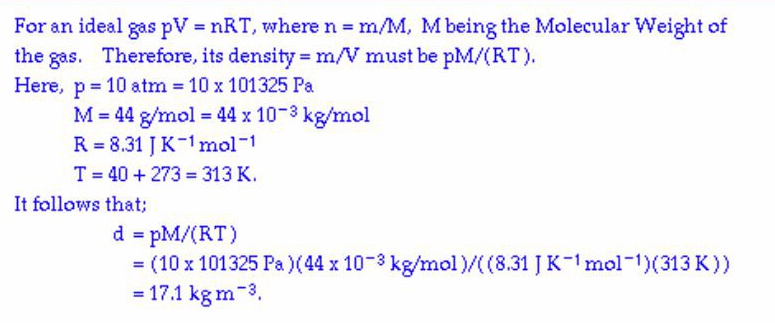 For an ideal gas pV = nRT, where n = m/M, M being the Molecular Weight of
the gas. Therefore, its density = m/V must be pM/(RT).
Here, p = 10 atm = 10 x 101325 Pa
M = 44 g/mol = 44 x 10⁻³ kg/mol
R = 8.31 J K⁻¹ mol⁻¹
T = 40 + 273 = 313 K.
It follows that;
d = pM/(RT)
= (10 x 101325 Pa)(44 x 10⁻³ kg/mol)/((8.31 J K⁻¹ mol⁻¹)(313 K))
= 17.1 kg m⁻³.